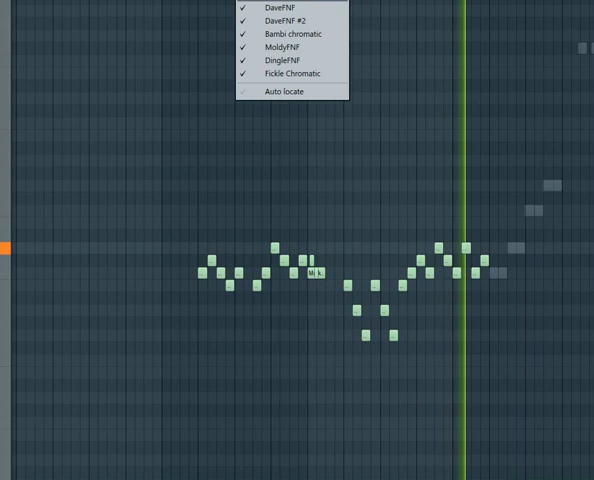 DaveFNF
DaveFNF #2
Bambi chromatic
MoldyFNF
DingleFNF
Fickle Chromatic
Auto locate